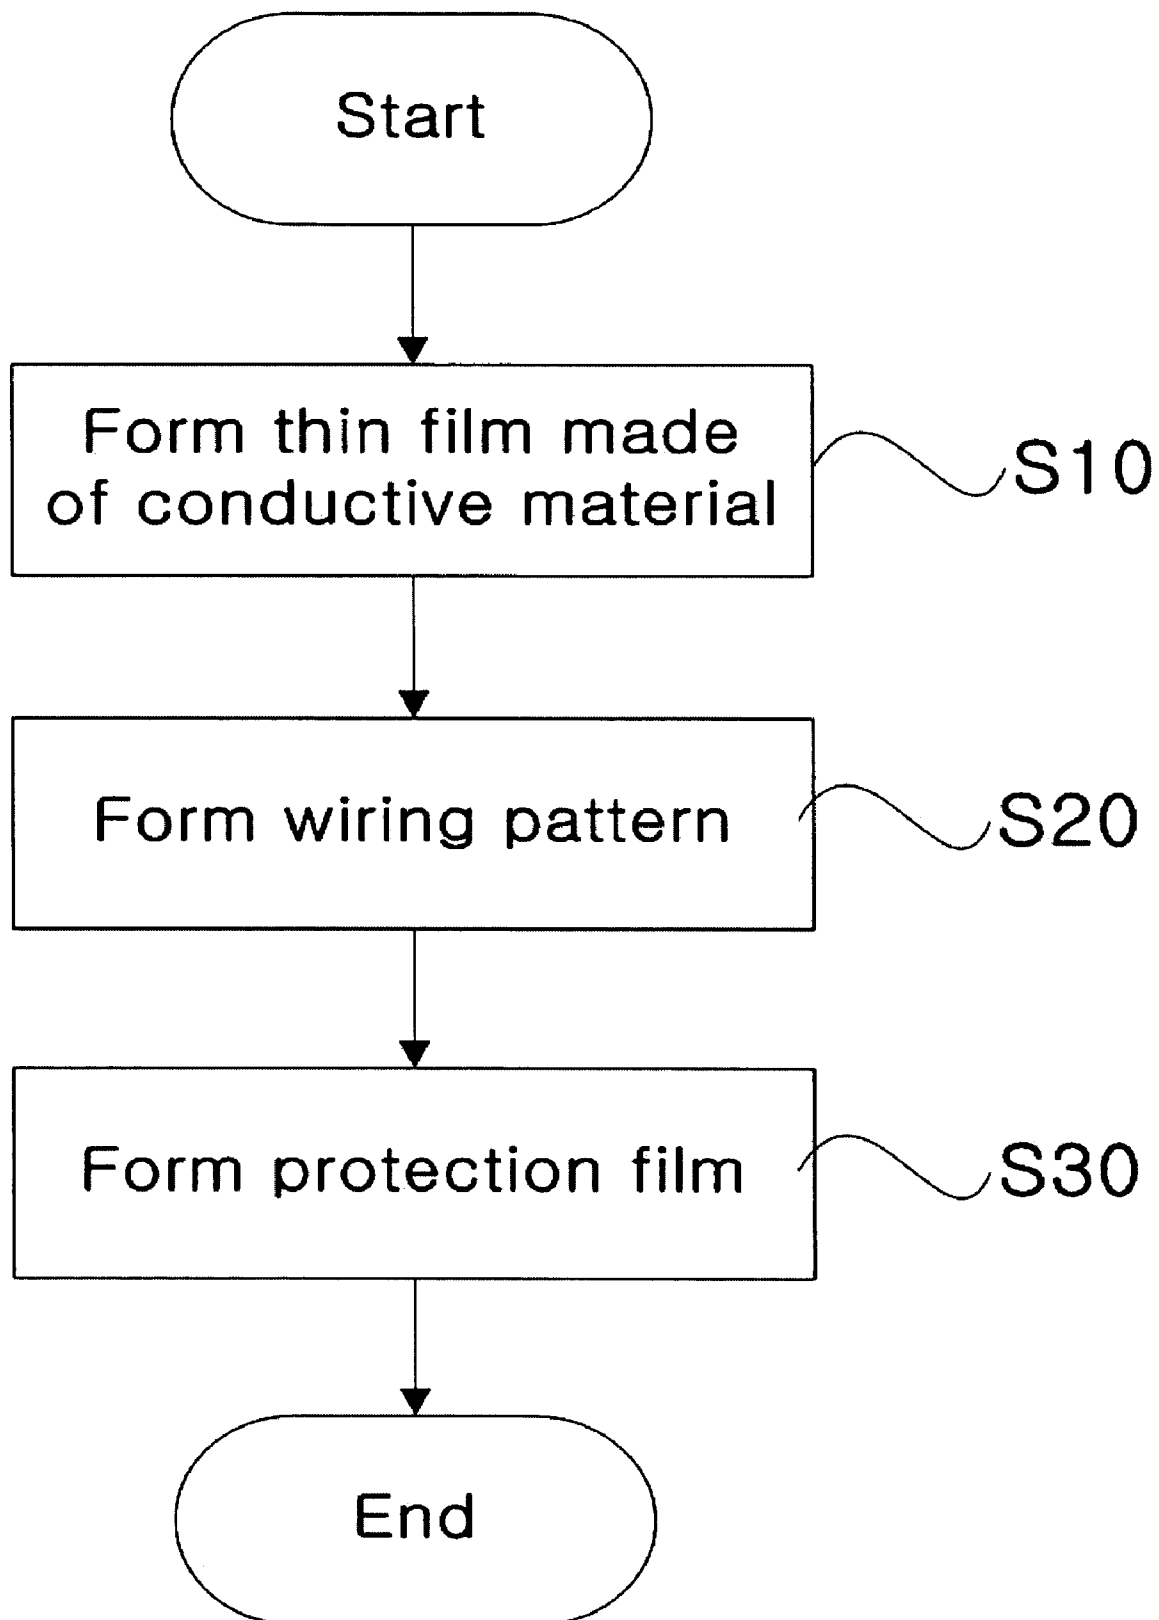 Start
Form thin film made
of conductive material
S10
Form wiring pattern
S20
Form protection film
S30
End